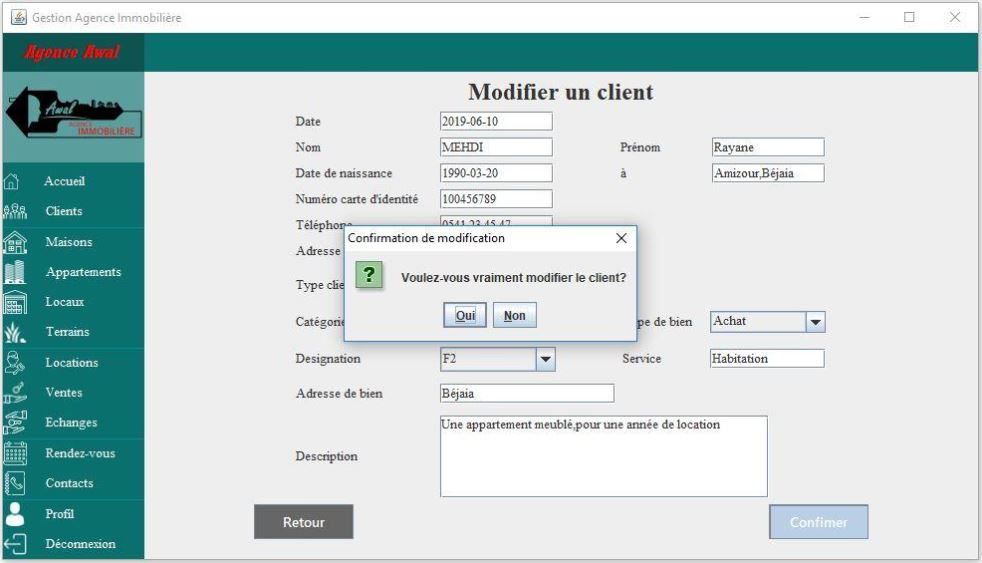 Gestion Agence Immobilière
Agence Awal
Awal
AGENCE
IMMOBILIÈRE
Accueil
Clients
Maisons
Appartements
Locaux
Terrains
Locations
Ventes
Echanges
Rendez-vous
Contacts
Profil
Déconnexion
Modifier un client
Date 2019-06-10
Nom MEHDI Prénom Rayane
Date de naissance 1990-03-20 à Amizour,Béjaia
Numéro carte d'identité 100456789
Téléphone 0541 23 45 47
Adresse
Confirmation de modification
Voulez-vous vraiment modifier le client?
Oui Non
Type clie
Catégorie pe de bien Achat
Designation F2 Service Habitation
Adresse de bien Béjaia
Description Une appartement meublé,pour une année de location
Retour Confimer